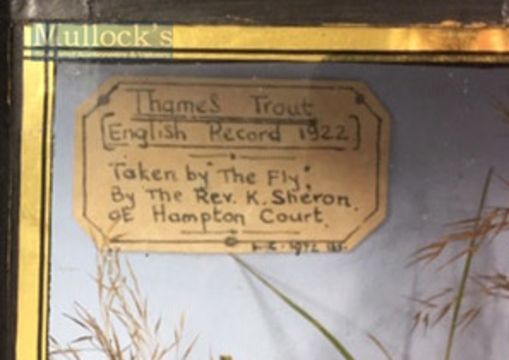 Mullock's
Thames Trout
[English Record 1922]
Taken by "The Fly".
By The Rev. K. Sheron.
of Hampton Court.